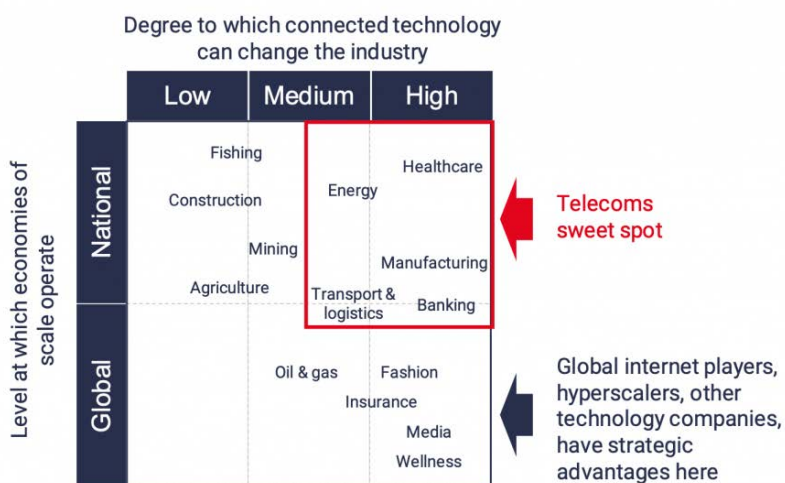 Degree to which connected technology
can change the industry
Low
Medium
High
Level at which economies of
scale operate
National
Fishing
Healthcare
Energy
Construction
Mining
Manufacturing
Agriculture
Transport &
logistics
Banking
Telecoms
sweet spot
Global
Oil & gas
Fashion
Insurance
Media
Wellness
Global internet players,
hyperscalers, other
technology companies,
have strategic
advantages here